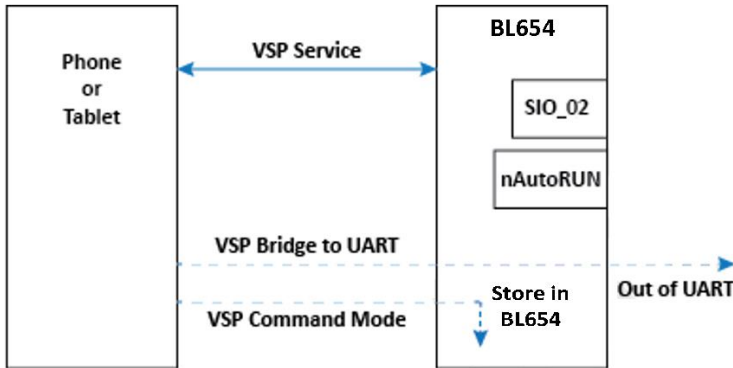 BL654
Phone
or
Tablet
VSP Service
SIO_02
nAutoRUN
VSP Bridge to UART
Out of UART
VSP Command Mode
Store in
BL654